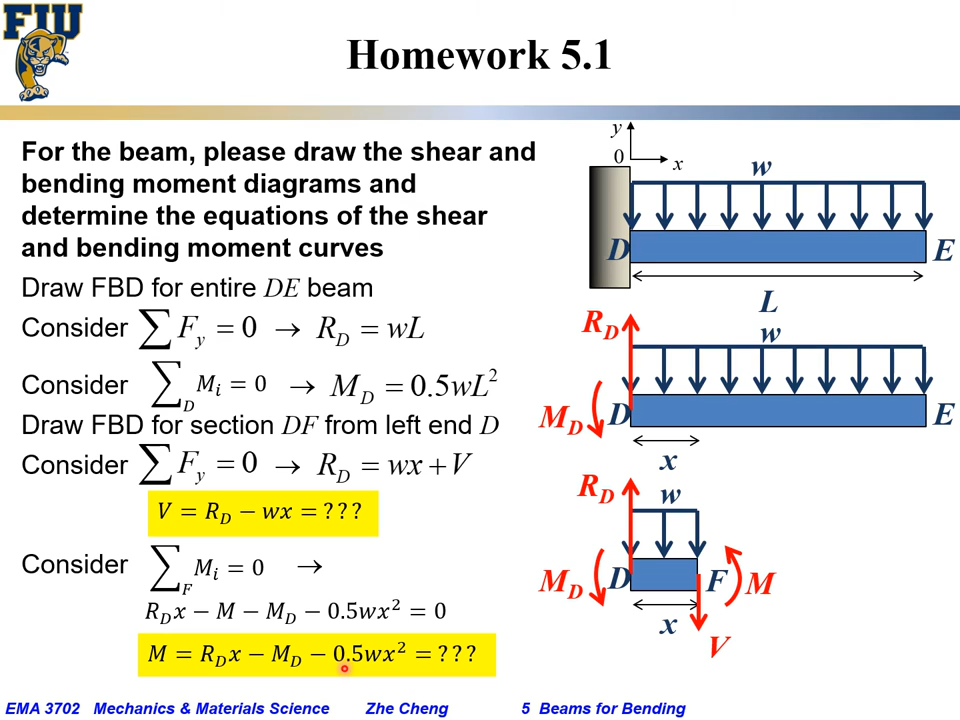 FIU
Homework 5.1
For the beam, please draw the shear and
bending moment diagrams and
determine the equations of the shear
and bending moment curves
Draw FBD for entire DE beam
Consider ∑ F_y = 0 → R_D = wL
Consider ∑_D M_i = 0 → M_D = 0.5wL^2
Draw FBD for section DF from left end D
Consider ∑ F_y = 0 → R_D = wx + V
V = R_D − wx = ???
Consider ∑_F M_i = 0 →
R_D x − M − M_D − 0.5wx^2 = 0
M = R_D x − M_D − 0.5wx^2 = ???
y
0
x
w
D
E
L
R_D
w
M_D
D
E
x
R_D
w
M_D
D
F
M
x
V
EMA 3702 Mechanics & Materials Science Zhe Cheng 5 Beams for Bending